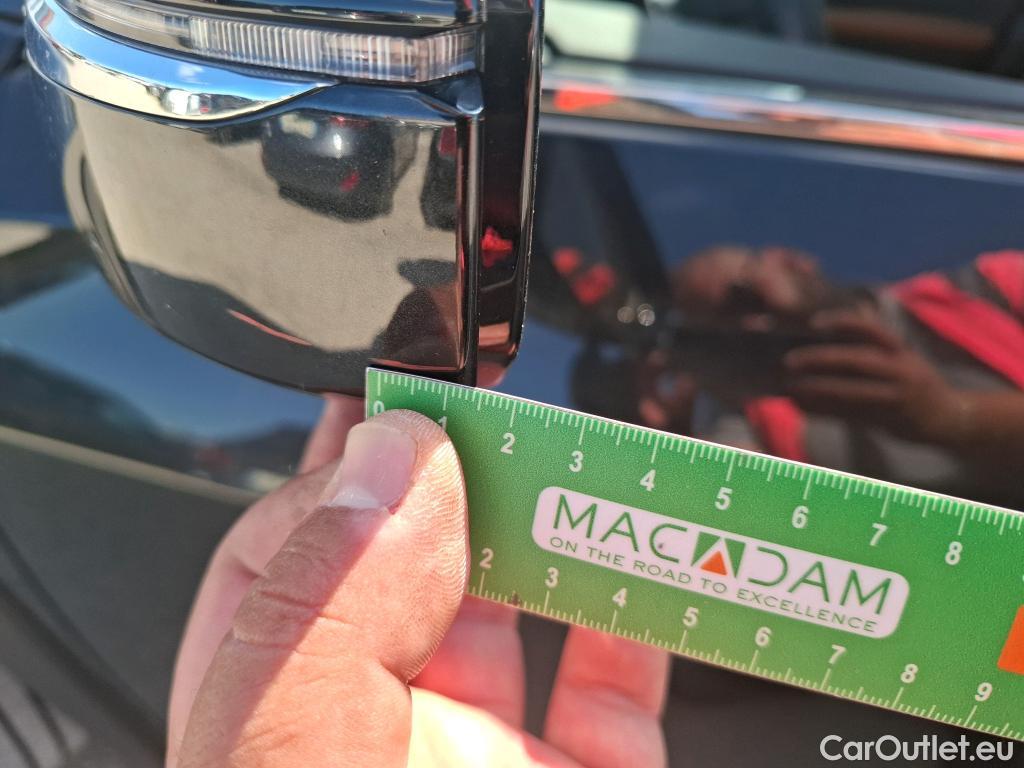 0 1 2 3 4 5 6 7 8
MACADAM
ON THE ROAD TO EXCELLENCE
2 3 4 5 6 7 8 9
CarOutlet.eu